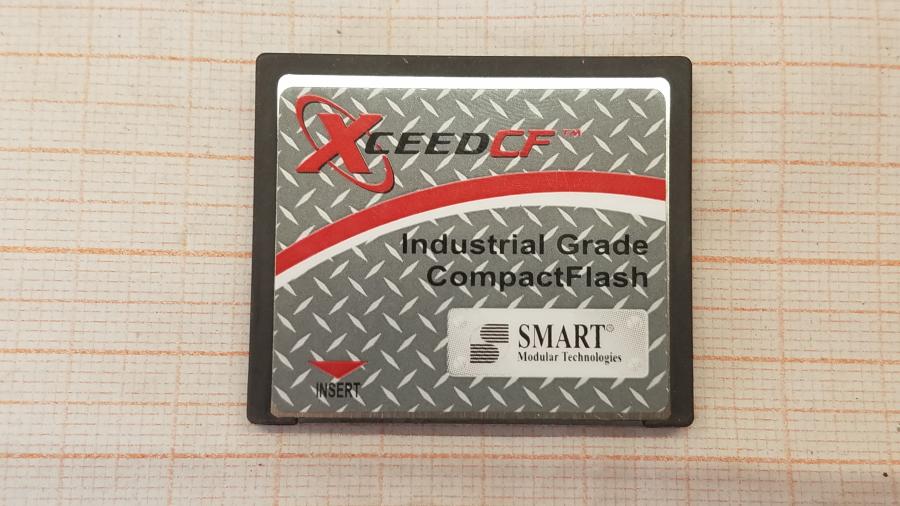 XCEEDCF™
Industrial Grade
CompactFlash
SMART®
Modular Technologies
INSERT